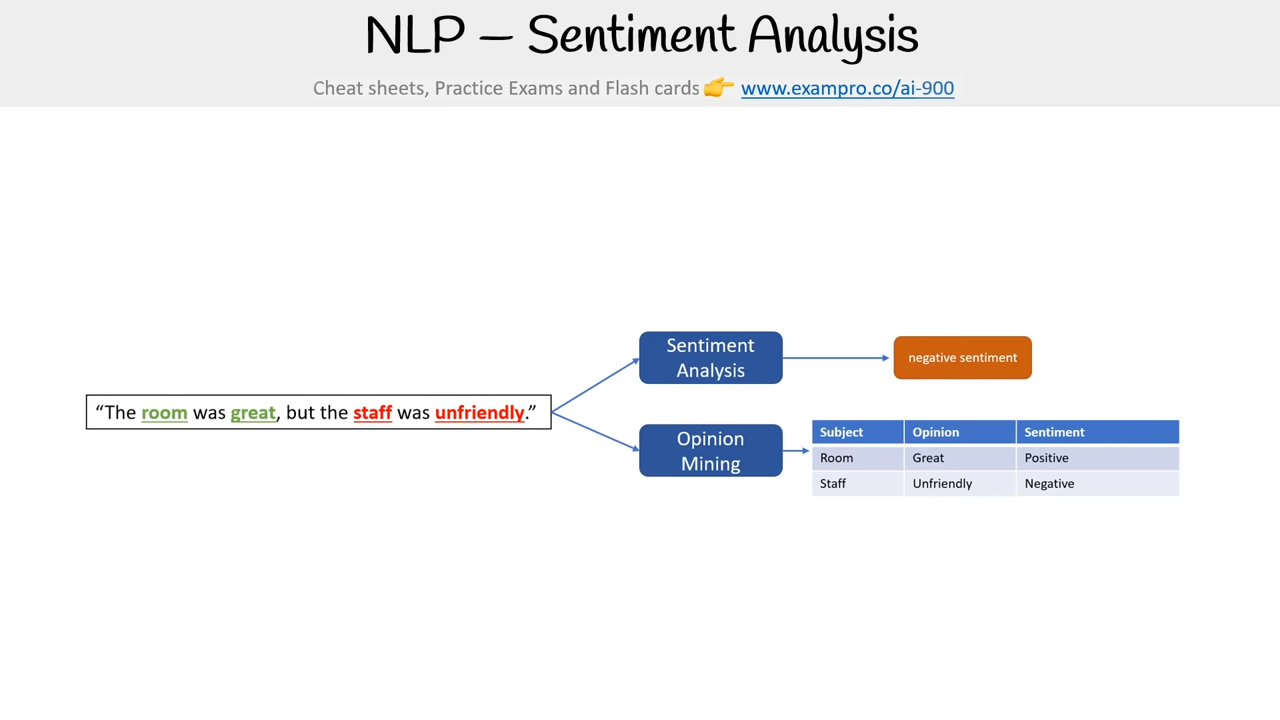 NLP – Sentiment Analysis
Cheat sheets, Practice Exams and Flash cards 👉 www.exampro.co/ai-900
“The room was great, but the staff was unfriendly.”
Sentiment
Analysis
negative sentiment
Opinion
Mining
Subject Opinion Sentiment
Room Great Positive
Staff Unfriendly Negative